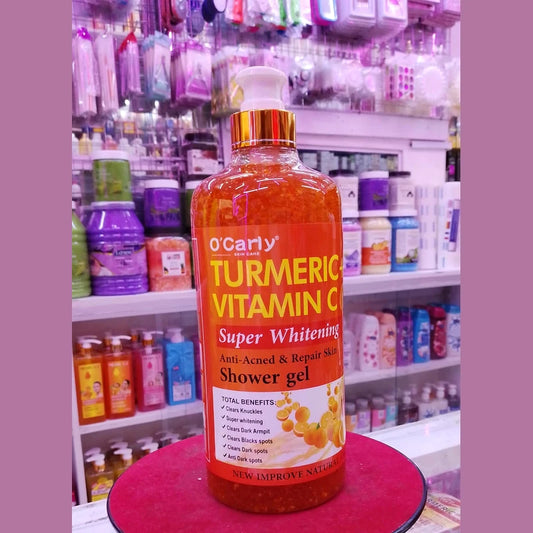 O'Carly®
SKIN CARE
TURMERIC
VITAMIN C
Super Whitening
Anti-Acned & Repair Skin
Shower gel
TOTAL BENEFITS:
✓ Clears Knuckles
✓ Super whitening
✓ Clears Dark Armpit
✓ Clears Blacks spots
✓ Clears Dark spots
✓ Anti Dark spots
NEW IMPROVE NATURAL